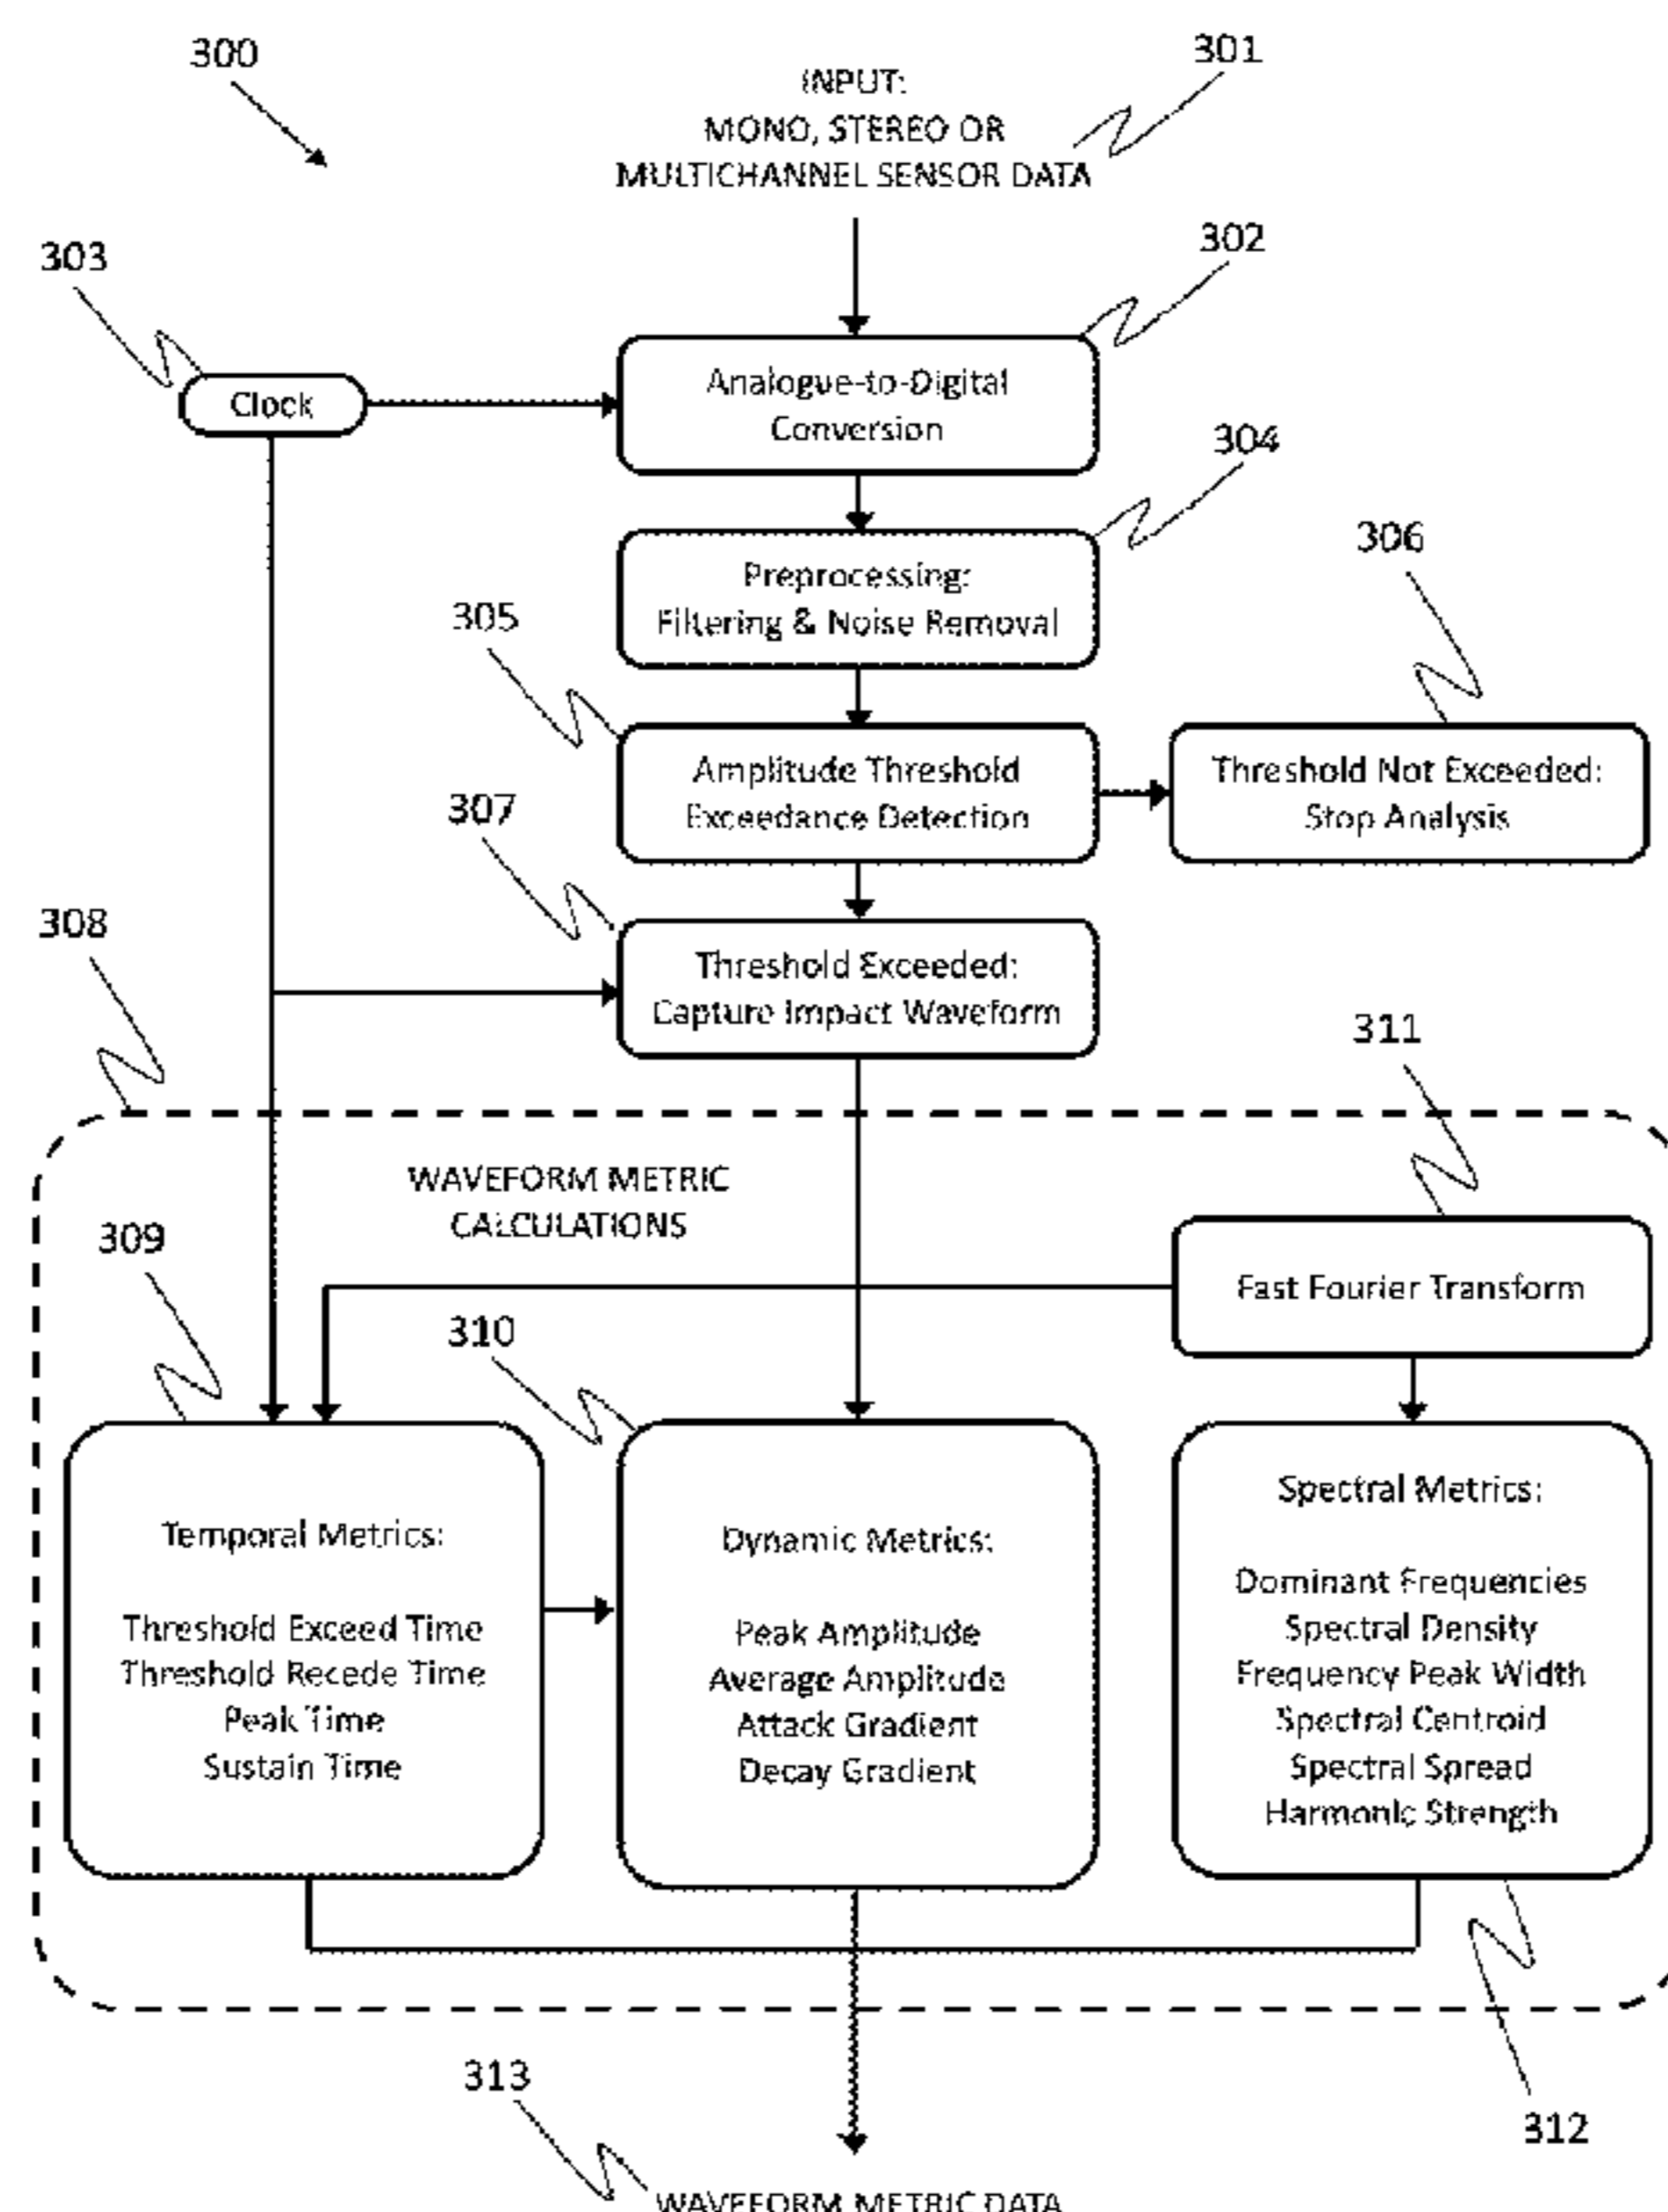 300
301
INPUT:
MONO, STEREO OR
MULTICHANNEL SENSOR DATA
302
303
Clock
Analogue-to-Digital
Conversion
304
Preprocessing:
Filtering & Noise Removal
305
306
Amplitude Threshold
Exceedance Detection
Threshold Not Exceeded:
Stop Analysis
307
Threshold Exceeded:
Capture Impact Waveform
308
311
WAVEFORM METRIC
CALCULATIONS
309
Fast Fourier Transform
310
Temporal Metrics:
Threshold Exceed Time
Threshold Recede Time
Peak Time
Sustain Time
Dynamic Metrics:
Peak Amplitude
Average Amplitude
Attack Gradient
Decay Gradient
Spectral Metrics:
Dominant Frequencies
Spectral Density
Frequency Peak Width
Spectral Centroid
Spectral Spread
Harmonic Strength
313
312
WAVEFORM METRIC DATA